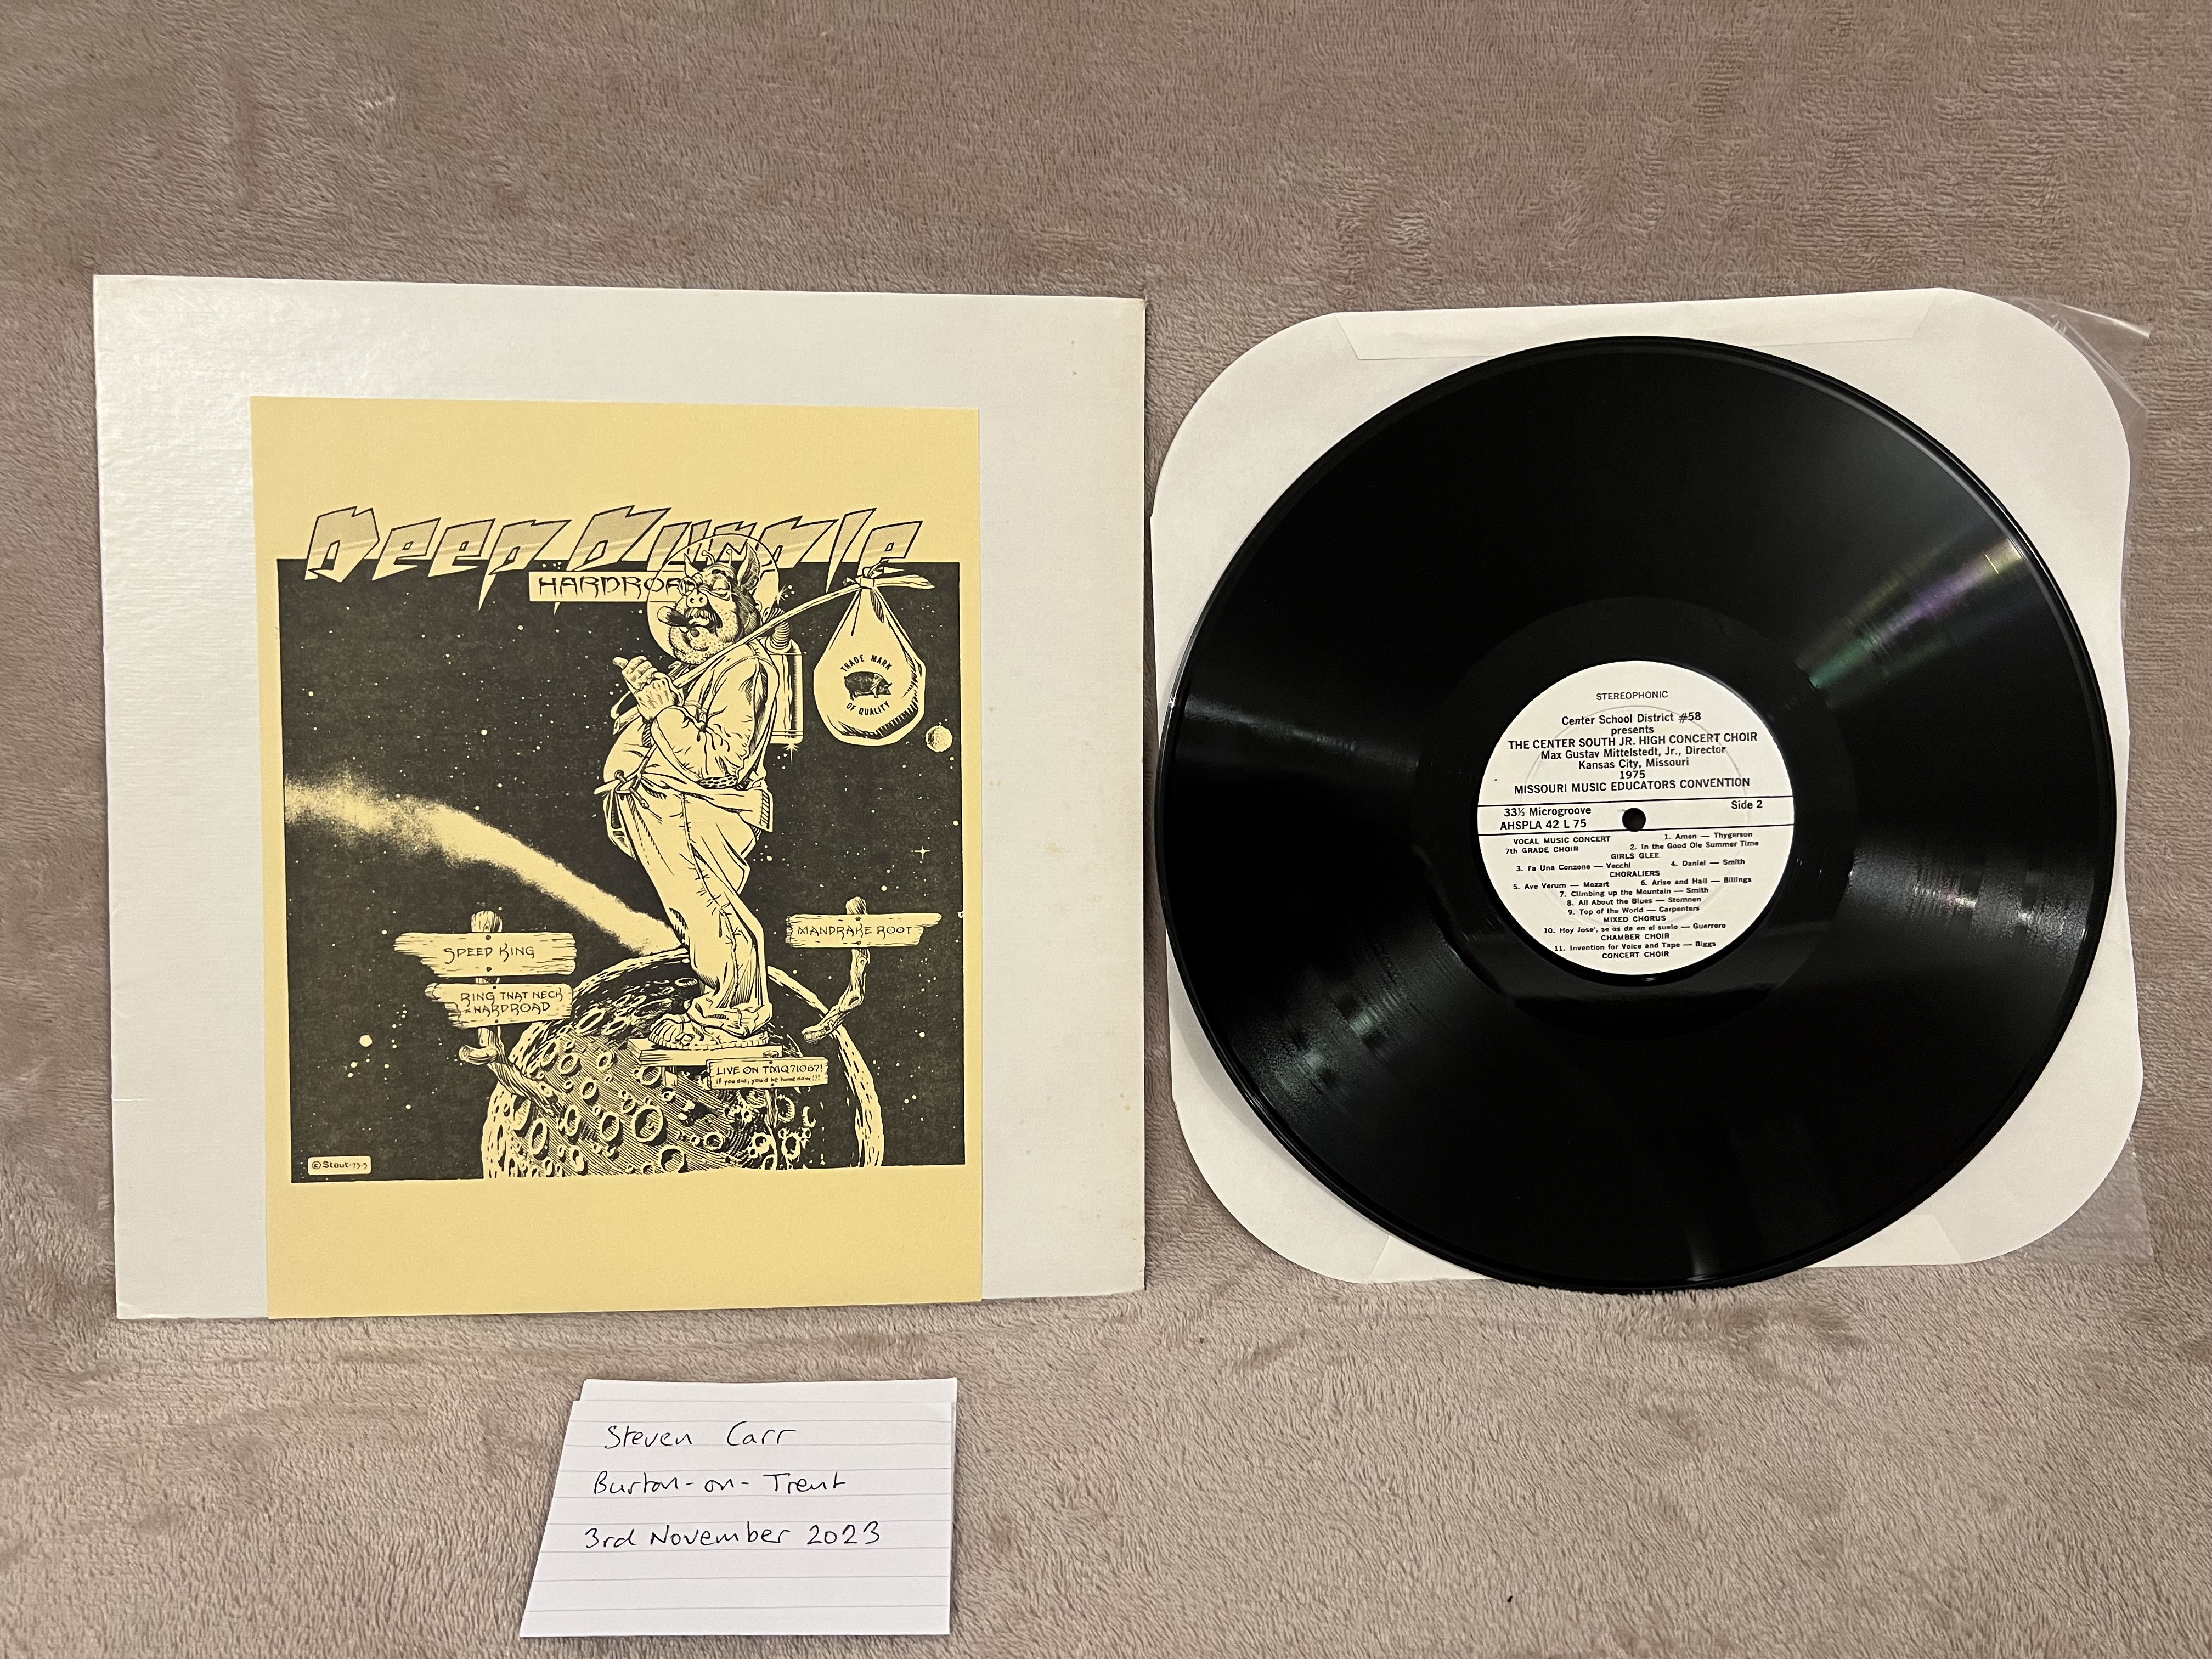 Deep Purple
HARDROAD
TRADE MARK
OF QUALITY
SPEED KING
RING THAT NECK
HARDROAD
MANDRAKE ROOT
LIVE ON TMQ71067!
if you did, you'd be home now!!!
© Stout 73-9
STEREOPHONIC
Center School District #58
presents
THE CENTER SOUTH JR. HIGH CONCERT CHOIR
Max Gustav Mittelstedt, Jr., Director
Kansas City, Missouri
1975
MISSOURI MUSIC EDUCATORS CONVENTION
33⅓ Microgroove Side 2
AHSPLA 42 L 75
VOCAL MUSIC CONCERT 1. Amen — Thygerson
7th GRADE CHOIR 2. In the Good Ole Summer Time
GIRLS GLEE
3. Fa Una Conzone — Vecchi 4. Daniel — Smith
CHORALIERS
5. Ave Verum — Mozart 6. Arise and Hail — Billings
7. Climbing up the Mountain — Smith
8. All About the Blues — Stemnen
9. Top of the World — Carpenters
MIXED CHORUS
10. Hoy Jose', se os da en el suelo — Guerrero
CHAMBER CHOIR
11. Invention for Voice and Tape — Biggs
CONCERT CHOIR
Steven Carr
Burton-on-Trent
3rd November 2023